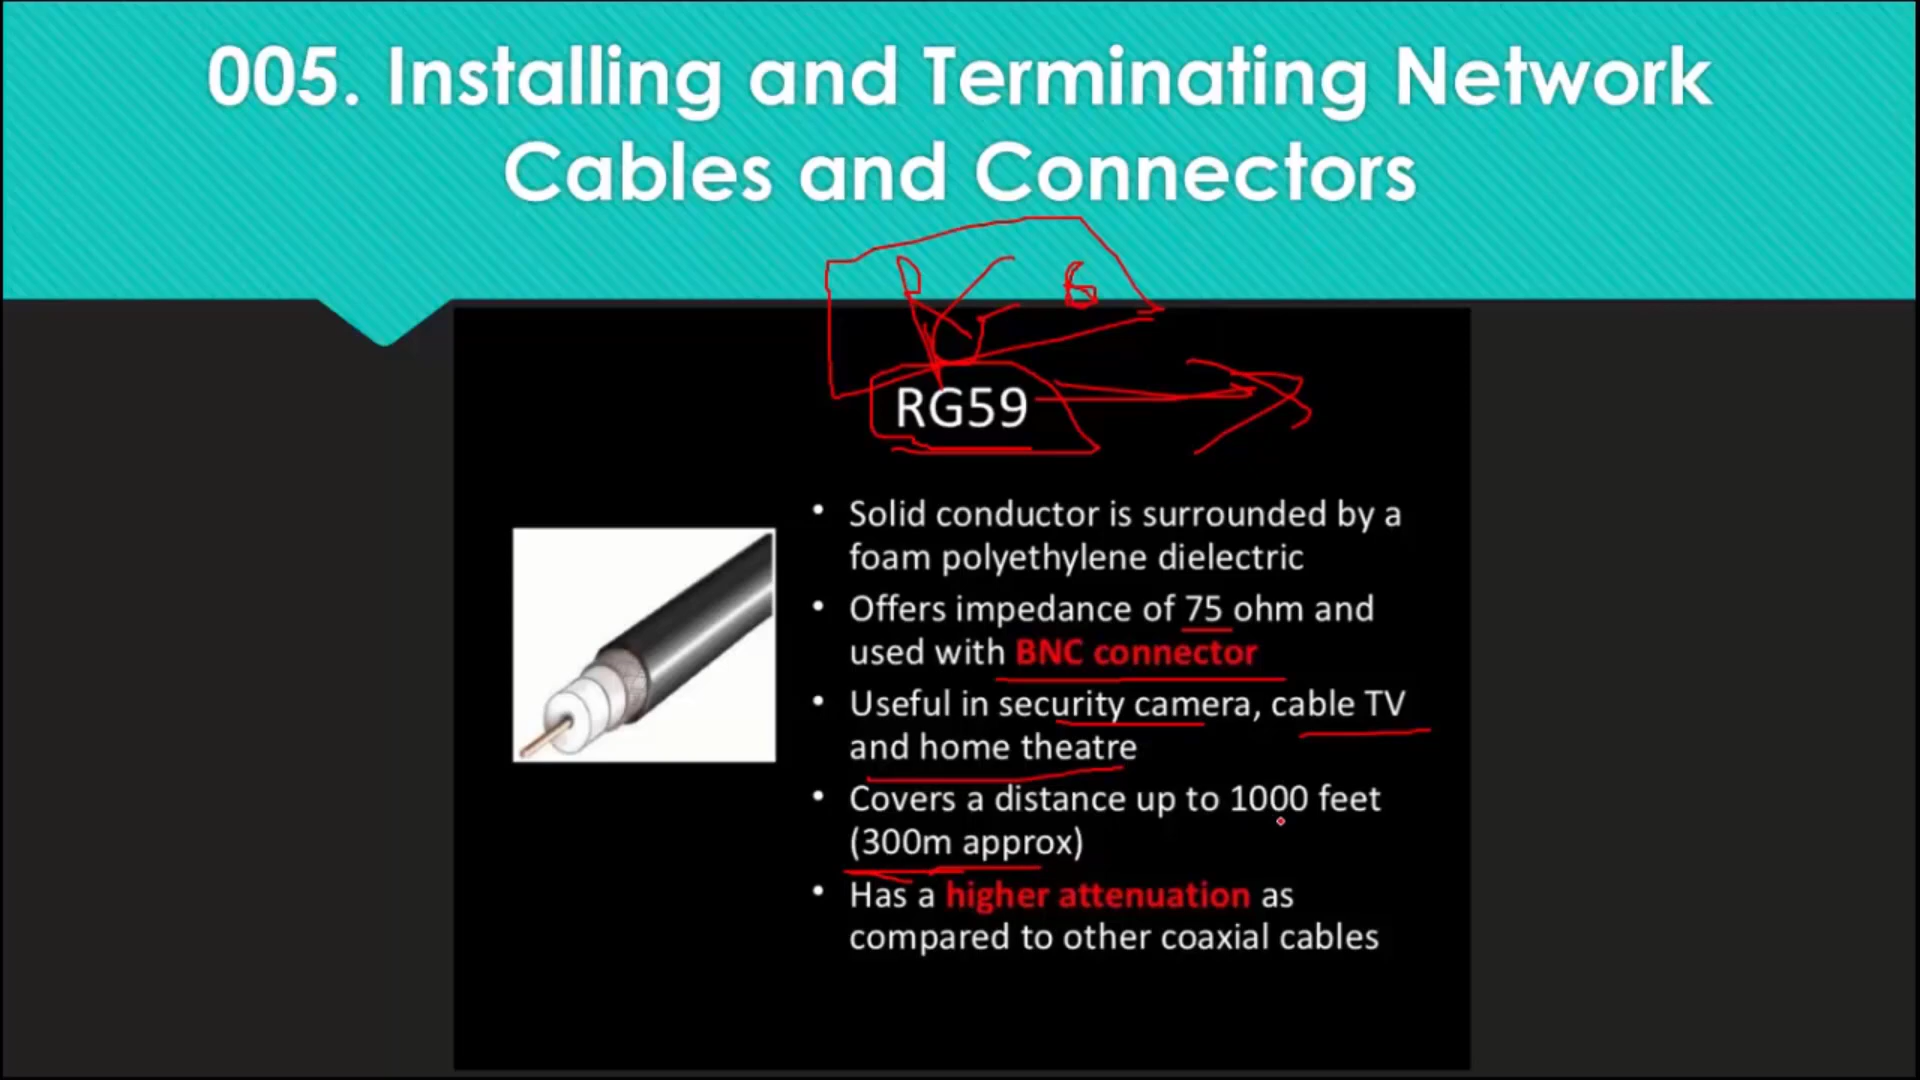 005. Installing and Terminating Network
Cables and Connectors
RG 6
RG59
• Solid conductor is surrounded by a
foam polyethylene dielectric
• Offers impedance of 75 ohm and
used with BNC connector
• Useful in security camera, cable TV
and home theatre
• Covers a distance up to 1000 feet
(300m approx)
• Has a higher attenuation as
compared to other coaxial cables